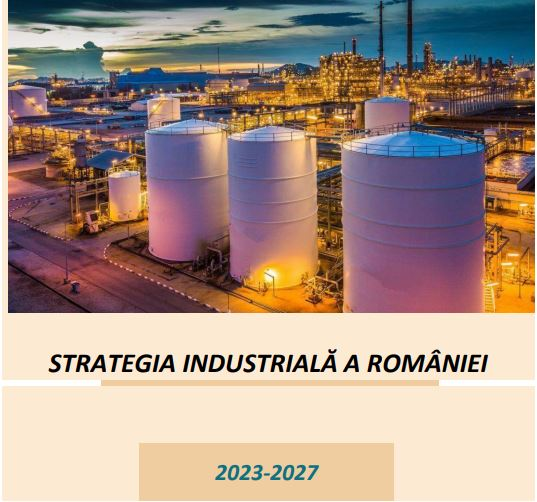 STRATEGIA INDUSTRIALĂ A ROMÂNIEI
2023-2027